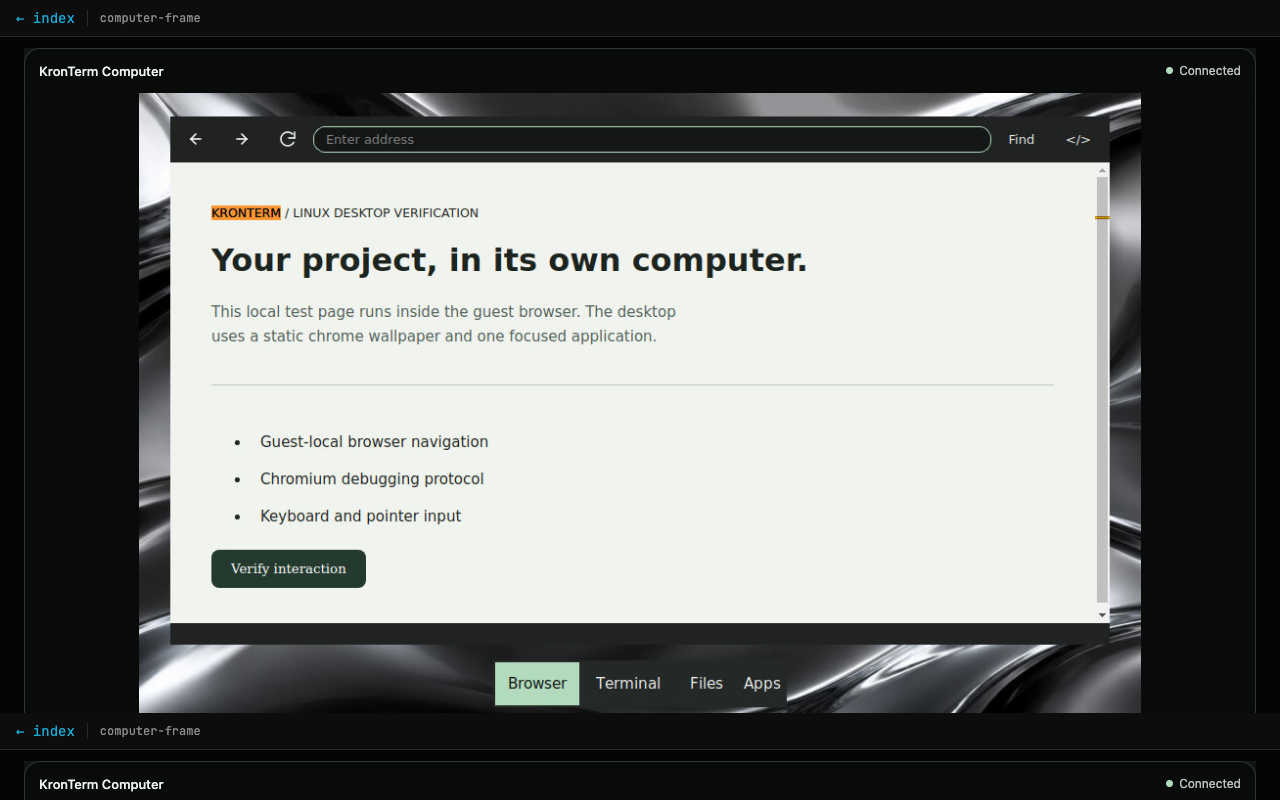 ← index computer-frame
KronTerm Computer Connected
Enter address Find </>
KRONTERM / LINUX DESKTOP VERIFICATION
Your project, in its own computer.
This local test page runs inside the guest browser. The desktop
uses a static chrome wallpaper and one focused application.
• Guest-local browser navigation
• Chromium debugging protocol
• Keyboard and pointer input
Verify interaction
Browser Terminal Files Apps
← index computer-frame
KronTerm Computer Connected